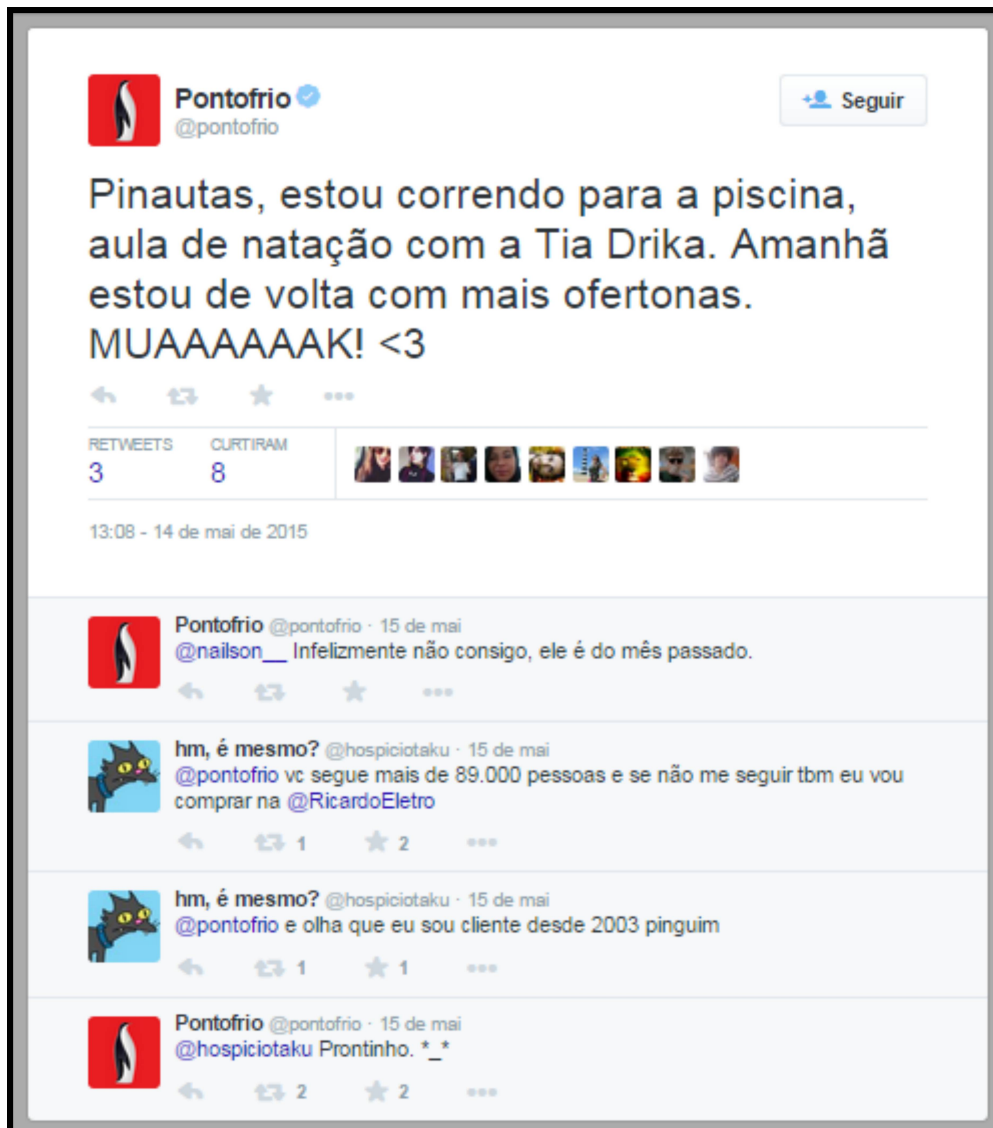 Pontofrio
@pontofrio
Seguir
Pinautas, estou correndo para a piscina,
aula de natação com a Tia Drika. Amanhã
estou de volta com mais ofertonas.
MUAAAAAAK! <3
RETWEETS CURTIRAM
3 8
13:08 - 14 de mai de 2015
Pontofrio @pontofrio · 15 de mai
@nailson__ Infelizmente não consigo, ele é do mês passado.
hm, é mesmo? @hospiciotaku · 15 de mai
@pontofrio vc segue mais de 89.000 pessoas e se não me seguir tbm eu vou
comprar na @RicardoEletro
1 2
hm, é mesmo? @hospiciotaku · 15 de mai
@pontofrio e olha que eu sou cliente desde 2003 pinguim
1 1
Pontofrio @pontofrio · 15 de mai
@hospiciotaku Prontinho. *_*
2 2